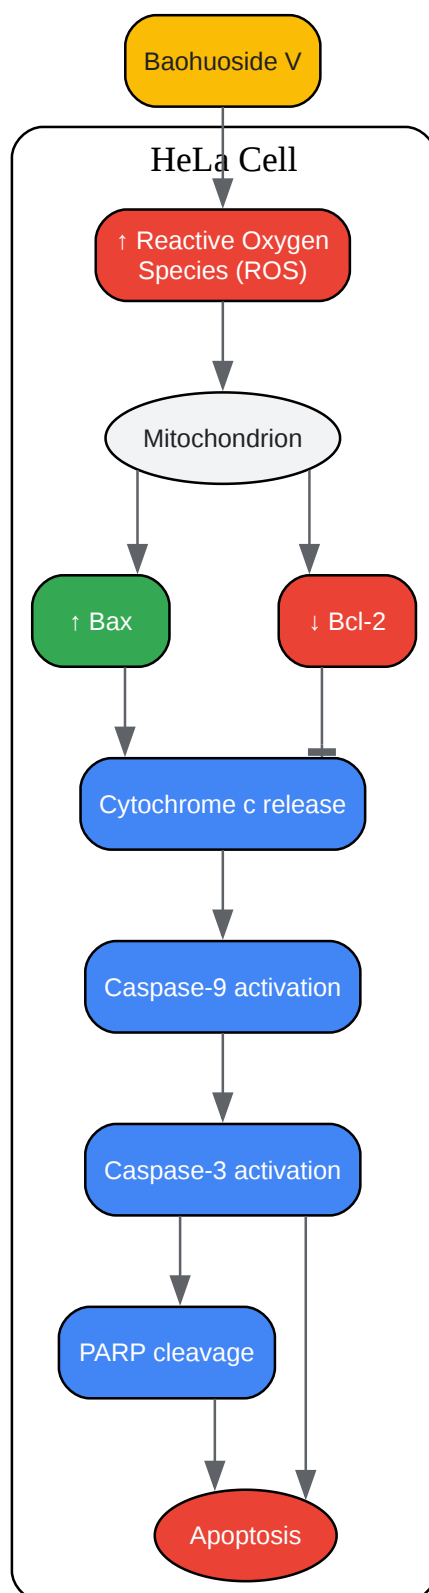 Baohuoside V
HeLa Cell
↑ Reactive Oxygen
Species (ROS)
Mitochondrion
↑ Bax
↓ Bcl-2
Cytochrome c release
Caspase-9 activation
Caspase-3 activation
PARP cleavage
Apoptosis